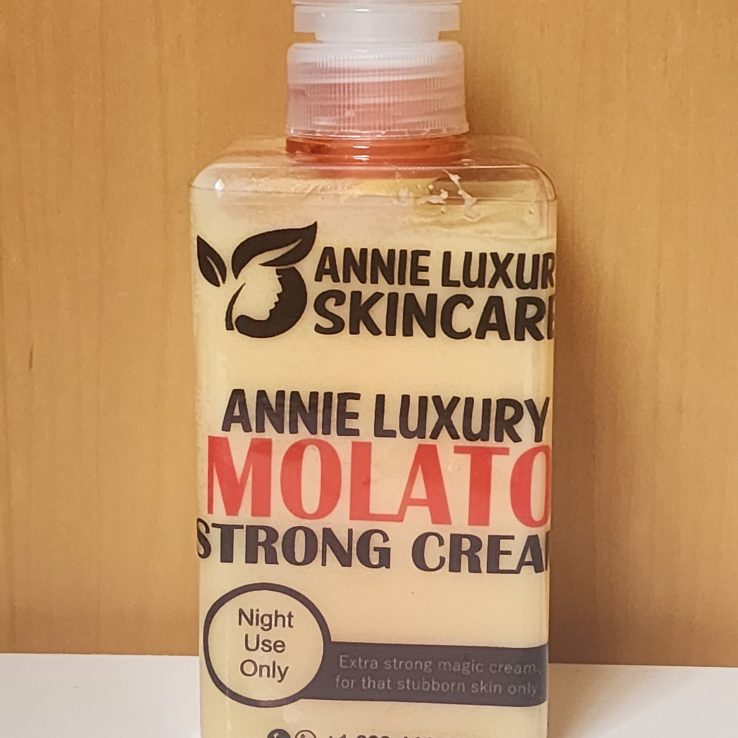 ANNIE LUXUR
SKINCARE
ANNIE LUXURY
MOLATO
STRONG CREA
Night
Use
Only
Extra strong magic cream
for that stubborn skin only